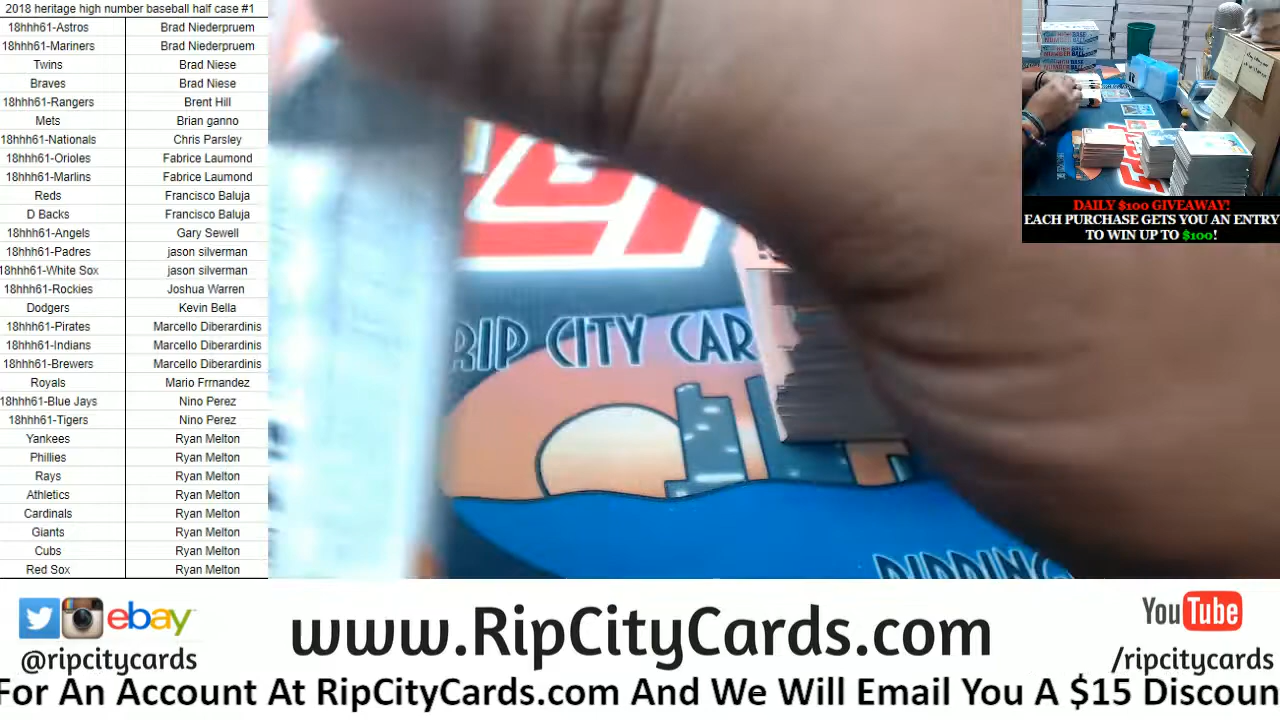 2018 heritage high number baseball half case #1
18hhh61-Astros Brad Niederpruem
18hhh61-Mariners Brad Niederpruem
Twins Brad Niese
Braves Brad Niese
18hhh61-Rangers Brent Hill
Mets Brian ganno
18hhh61-Nationals Chris Parsley
18hhh61-Orioles Fabrice Laumond
18hhh61-Marlins Fabrice Laumond
Reds Francisco Baluja
D Backs Francisco Baluja
18hhh61-Angels Gary Sewell
18hhh61-Padres jason silverman
18hhh61-White Sox jason silverman
18hhh61-Rockies Joshua Warren
Dodgers Kevin Bella
18hhh61-Pirates Marcello Diberardinis
18hhh61-Indians Marcello Diberardinis
18hhh61-Brewers Marcello Diberardinis
Royals Mario Frrnandez
18hhh61-Blue Jays Nino Perez
18hhh61-Tigers Nino Perez
Yankees Ryan Melton
Phillies Ryan Melton
Rays Ryan Melton
Athletics Ryan Melton
Cardinals Ryan Melton
Giants Ryan Melton
Cubs Ryan Melton
Red Sox Ryan Melton
RIP CITY CAR
RIPPING
DAILY $100 GIVEAWAY!
EACH PURCHASE GETS YOU AN ENTRY
TO WIN UP TO $100!
ebay
@ripcitycards
www.RipCityCards.com
YouTube
/ripcitycards
For An Account At RipCityCards.com And We Will Email You A $15 Discoun